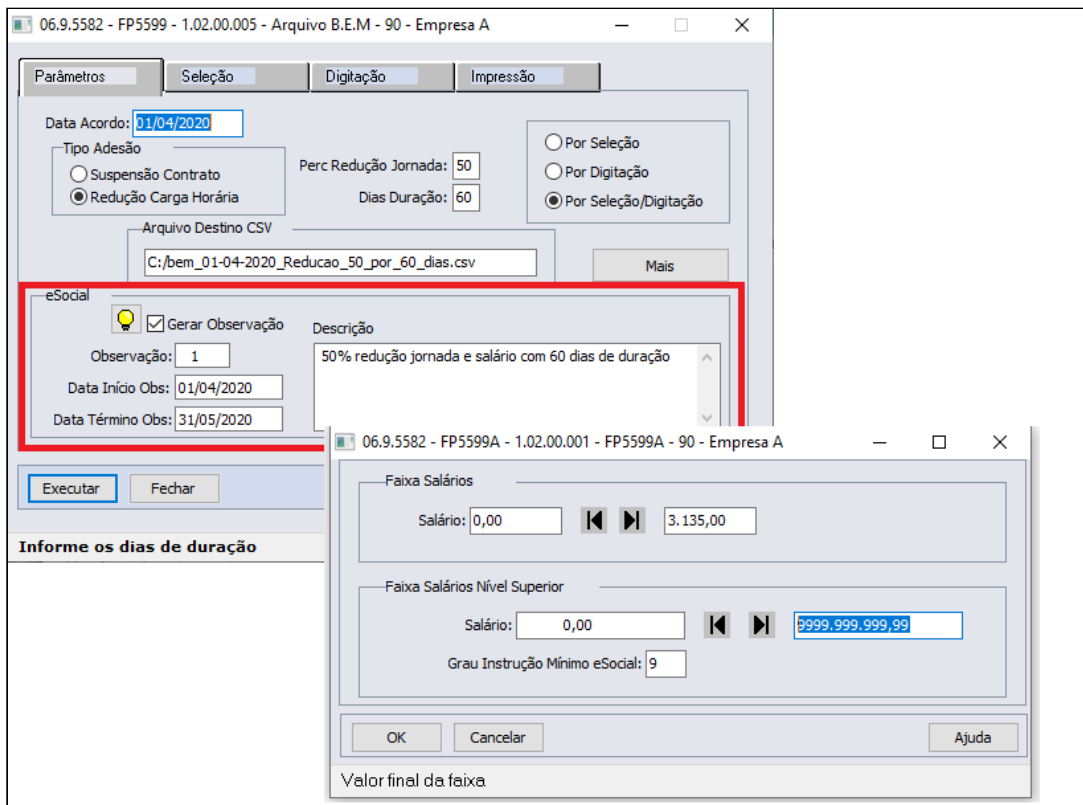 06.9.5582 - FP5599 - 1.02.00.005 - Arquivo B.E.M - 90 - Empresa A
Parâmetros Seleção Digitação Impressão
Data Acordo: 01/04/2020
Tipo Adesão
Suspensão Contrato
Redução Carga Horária
Perc Redução Jornada: 50
Dias Duração: 60
Por Seleção
Por Digitação
Por Seleção/Digitação
Arquivo Destino CSV
C:/bem_01-04-2020_Reducao_50_por_60_dias.csv
Mais
eSocial
Gerar Observação
Observação: 1
Data Início Obs: 01/04/2020
Data Término Obs: 31/05/2020
Descrição
50% redução jornada e salário com 60 dias de duração
Executar Fechar
Informe os dias de duração
06.9.5582 - FP5599A - 1.02.00.001 - FP5599A - 90 - Empresa A
Faixa Salários
Salário: 0,00 3.135,00
Faixa Salários Nível Superior
Salário: 0,00 9999.999.999,99
Grau Instrução Mínimo eSocial: 9
OK Cancelar Ajuda
Valor final da faixa